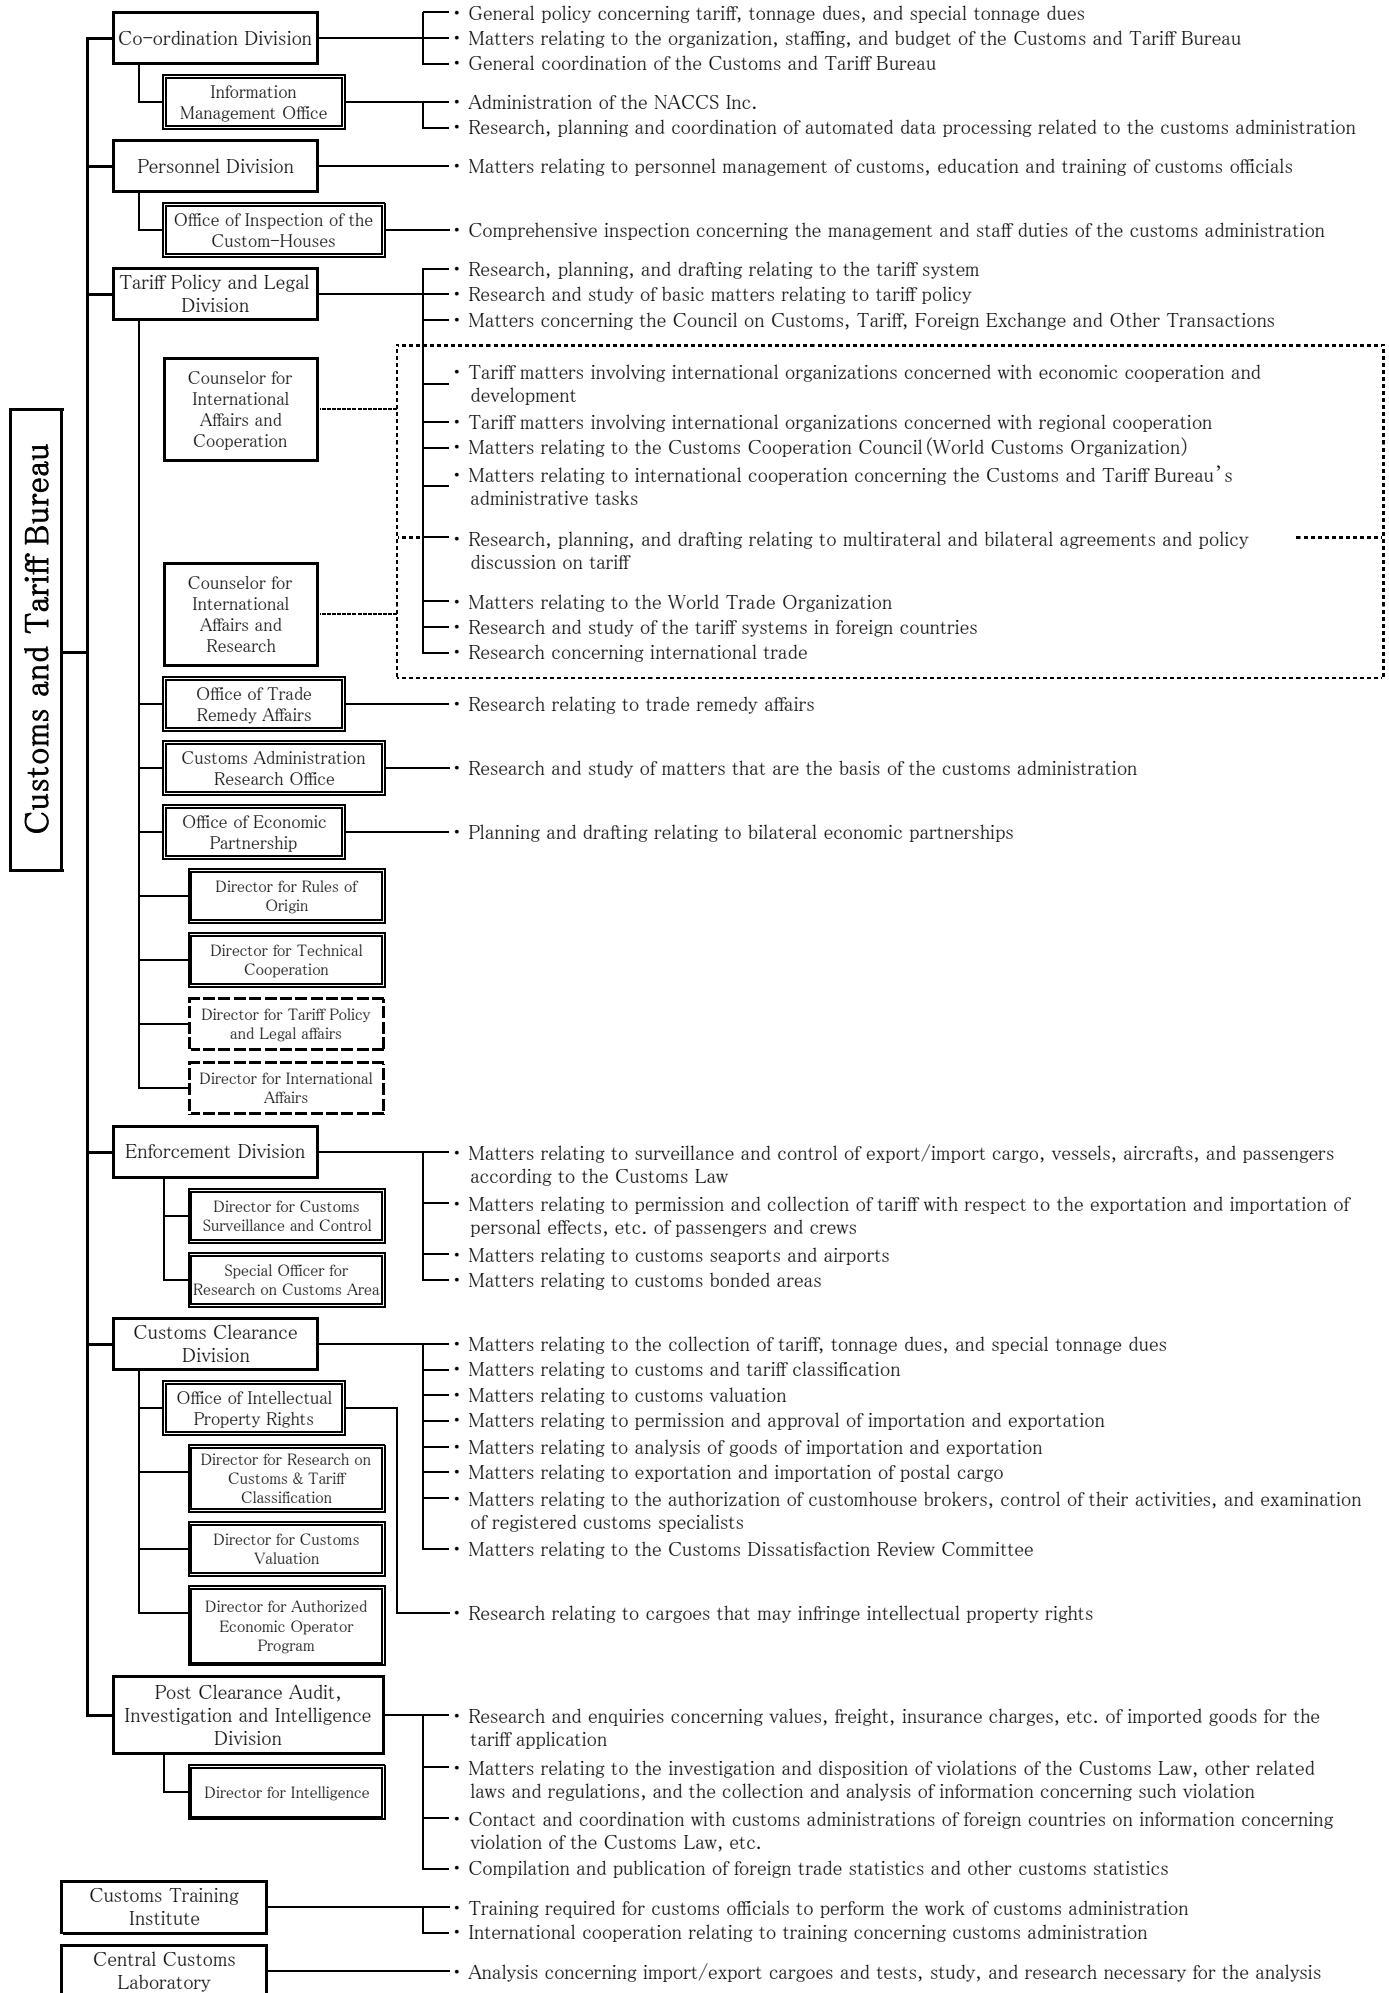 Customs and Tariff Bureau
Co-ordination Division
・General policy concerning tariff, tonnage dues, and special tonnage dues
・Matters relating to the organization, staffing, and budget of the Customs and Tariff Bureau
・General coordination of the Customs and Tariff Bureau
Information
Management Office
・Administration of the NACCS Inc.
・Research, planning and coordination of automated data processing related to the customs administration
Personnel Division
・Matters relating to personnel management of customs, education and training of customs officials
Office of Inspection of the
Custom-Houses
・Comprehensive inspection concerning the management and staff duties of the customs administration
Tariff Policy and Legal
Division
・Research, planning, and drafting relating to the tariff system
・Research and study of basic matters relating to tariff policy
・Matters concerning the Council on Customs, Tariff, Foreign Exchange and Other Transactions
Counselor for
International
Affairs and
Cooperation
・Tariff matters involving international organizations concerned with economic cooperation and
development
・Tariff matters involving international organizations concerned with regional cooperation
・Matters relating to the Customs Cooperation Council(World Customs Organization)
・Matters relating to international cooperation concerning the Customs and Tariff Bureau's
administrative tasks
・Research, planning, and drafting relating to multirateral and bilateral agreements and policy
discussion on tariff
Counselor for
International
Affairs and
Research
・Matters relating to the World Trade Organization
・Research and study of the tariff systems in foreign countries
・Research concerning international trade
Office of Trade
Remedy Affairs
・Research relating to trade remedy affairs
Customs Administration
Research Office
・Research and study of matters that are the basis of the customs administration
Office of Economic
Partnership
・Planning and drafting relating to bilateral economic partnerships
Director for Rules of
Origin
Director for Technical
Cooperation
Director for Tariff Policy
and Legal affairs
Director for International
Affairs
Enforcement Division
・Matters relating to surveillance and control of export/import cargo, vessels, aircrafts, and passengers
according to the Customs Law
・Matters relating to permission and collection of tariff with respect to the exportation and importation of
personal effects, etc. of passengers and crews
・Matters relating to customs seaports and airports
・Matters relating to customs bonded areas
Director for Customs
Surveillance and Control
Special Officer for
Research on Customs Area
Customs Clearance
Division
・Matters relating to the collection of tariff, tonnage dues, and special tonnage dues
・Matters relating to customs and tariff classification
・Matters relating to customs valuation
・Matters relating to permission and approval of importation and exportation
・Matters relating to analysis of goods of importation and exportation
・Matters relating to exportation and importation of postal cargo
・Matters relating to the authorization of customhouse brokers, control of their activities, and examination
of registered customs specialists
・Matters relating to the Customs Dissatisfaction Review Committee
Office of Intellectual
Property Rights
・Research relating to cargoes that may infringe intellectual property rights
Director for Research on
Customs & Tariff
Classification
Director for Customs
Valuation
Director for Authorized
Economic Operator
Program
Post Clearance Audit,
Investigation and Intelligence
Division
・Research and enquiries concerning values, freight, insurance charges, etc. of imported goods for the
tariff application
・Matters relating to the investigation and disposition of violations of the Customs Law, other related
laws and regulations, and the collection and analysis of information concerning such violation
・Contact and coordination with customs administrations of foreign countries on information concerning
violation of the Customs Law, etc.
・Compilation and publication of foreign trade statistics and other customs statistics
Director for Intelligence
Customs Training
Institute
・Training required for customs officials to perform the work of customs administration
・International cooperation relating to training concerning customs administration
Central Customs
Laboratory
・Analysis concerning import/export cargoes and tests, study, and research necessary for the analysis